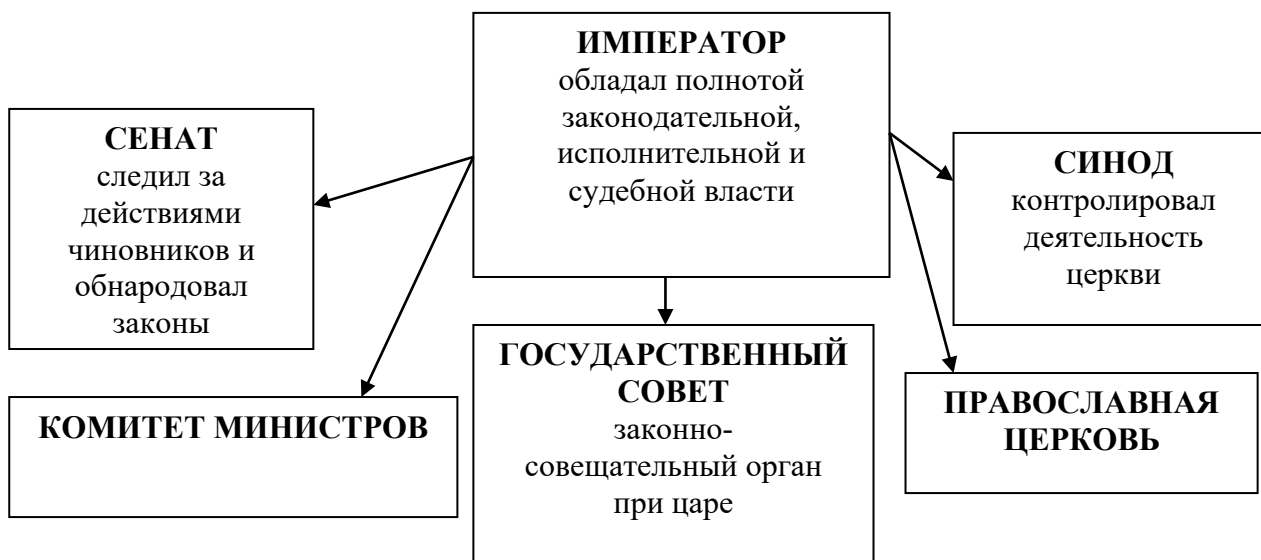 ИМПЕРАТОР
обладал полнотой
законодательной,
исполнительной и
судебной власти
СЕНАТ
следил за
действиями
чиновников и
обнародовал
законы
СИНОД
контролировал
деятельность
церкви
КОМИТЕТ МИНИСТРОВ
ГОСУДАРСТВЕННЫЙ
СОВЕТ
законно-
совещательный орган
при царе
ПРАВОСЛАВНАЯ
ЦЕРКОВЬ